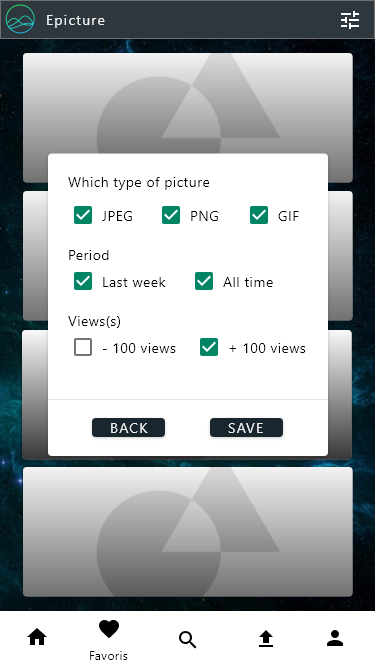 Epicture
Which type of picture
JPEG PNG GIF
Period
Last week All time
Views(s)
- 100 views + 100 views
BACK SAVE
Favoris